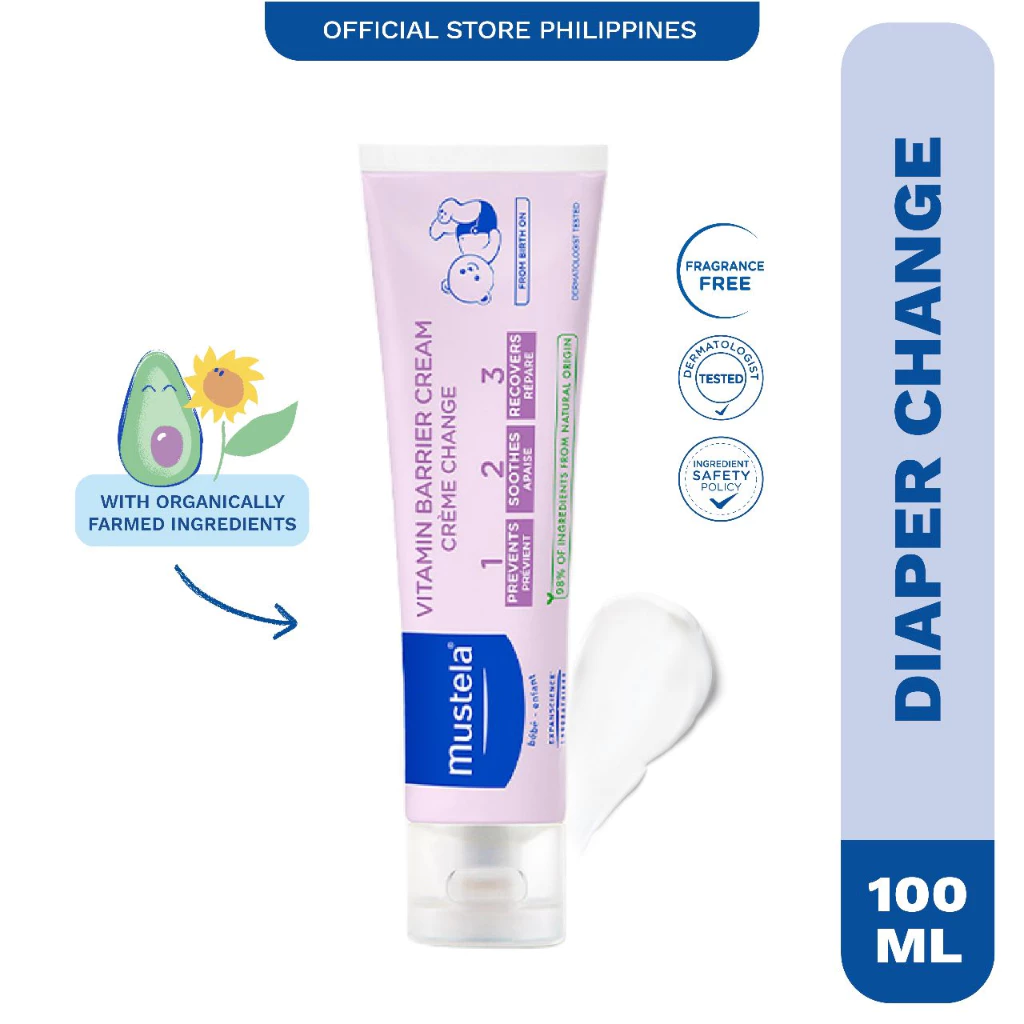 OFFICIAL STORE PHILIPPINES
WITH ORGANICALLY
FARMED INGREDIENTS
VITAMIN BARRIER CREAM
CRÈME CHANGE
1
PREVENTS
PRÉVIENT
2
SOOTHES
APAISE
3
RECOVERS
RÉPARE
98% OF INGREDIENTS FROM NATURAL ORIGIN
FROM BIRTH ON
DERMATOLOGIST TESTED
mustela®
bébé - enfant
EXPANSCIENCE®
LABORATOIRES
FRAGRANCE
FREE
DERMATOLOGIST
TESTED
INGREDIENT
SAFETY
POLICY
DIAPER CHANGE
100
ML